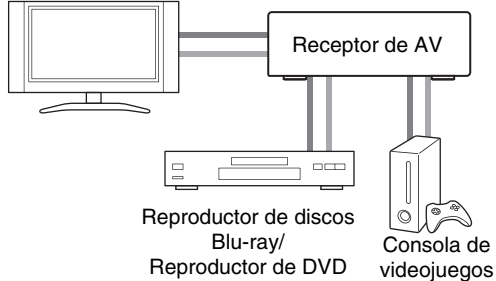 Receptor de AV
Reproductor de discos
Blu-ray/
Reproductor de DVD
Consola de
videojuegos